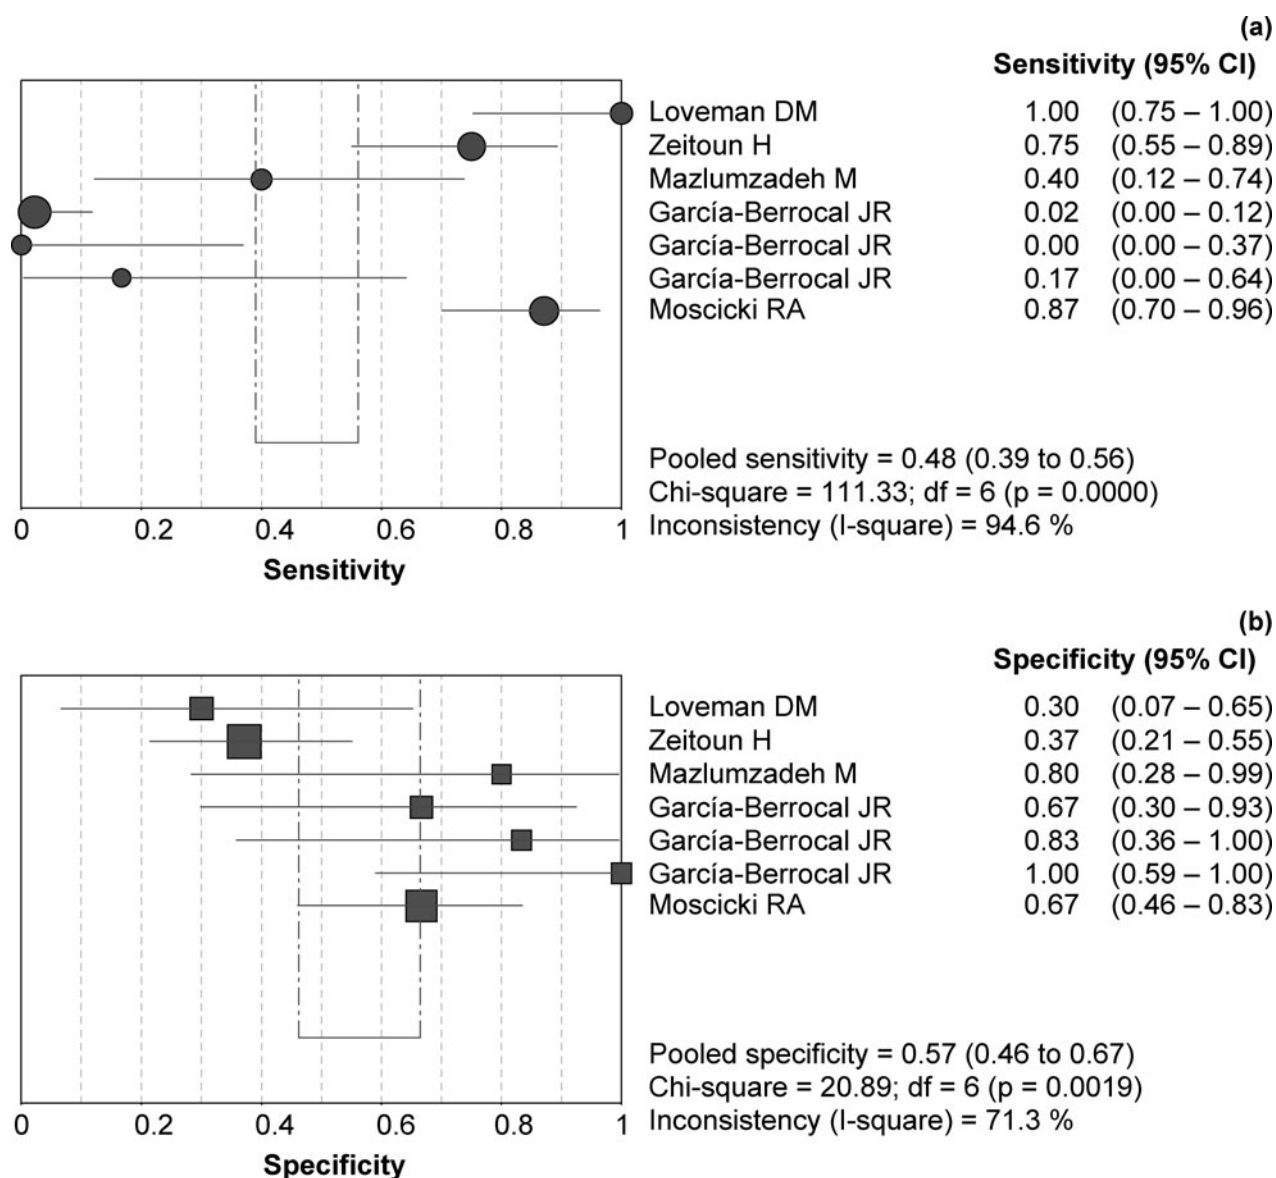 (a)
Sensitivity (95% CI)
Loveman DM 1.00 (0.75 – 1.00)
Zeitoun H 0.75 (0.55 – 0.89)
Mazlumzadeh M 0.40 (0.12 – 0.74)
García-Berrocal JR 0.02 (0.00 – 0.12)
García-Berrocal JR 0.00 (0.00 – 0.37)
García-Berrocal JR 0.17 (0.00 – 0.64)
Moscicki RA 0.87 (0.70 – 0.96)
Pooled sensitivity = 0.48 (0.39 to 0.56)
Chi-square = 111.33; df = 6 (p = 0.0000)
Inconsistency (I-square) = 94.6 %
0 0.2 0.4 0.6 0.8 1
Sensitivity
(b)
Specificity (95% CI)
Loveman DM 0.30 (0.07 – 0.65)
Zeitoun H 0.37 (0.21 – 0.55)
Mazlumzadeh M 0.80 (0.28 – 0.99)
García-Berrocal JR 0.67 (0.30 – 0.93)
García-Berrocal JR 0.83 (0.36 – 1.00)
García-Berrocal JR 1.00 (0.59 – 1.00)
Moscicki RA 0.67 (0.46 – 0.83)
Pooled specificity = 0.57 (0.46 to 0.67)
Chi-square = 20.89; df = 6 (p = 0.0019)
Inconsistency (I-square) = 71.3 %
0 0.2 0.4 0.6 0.8 1
Specificity